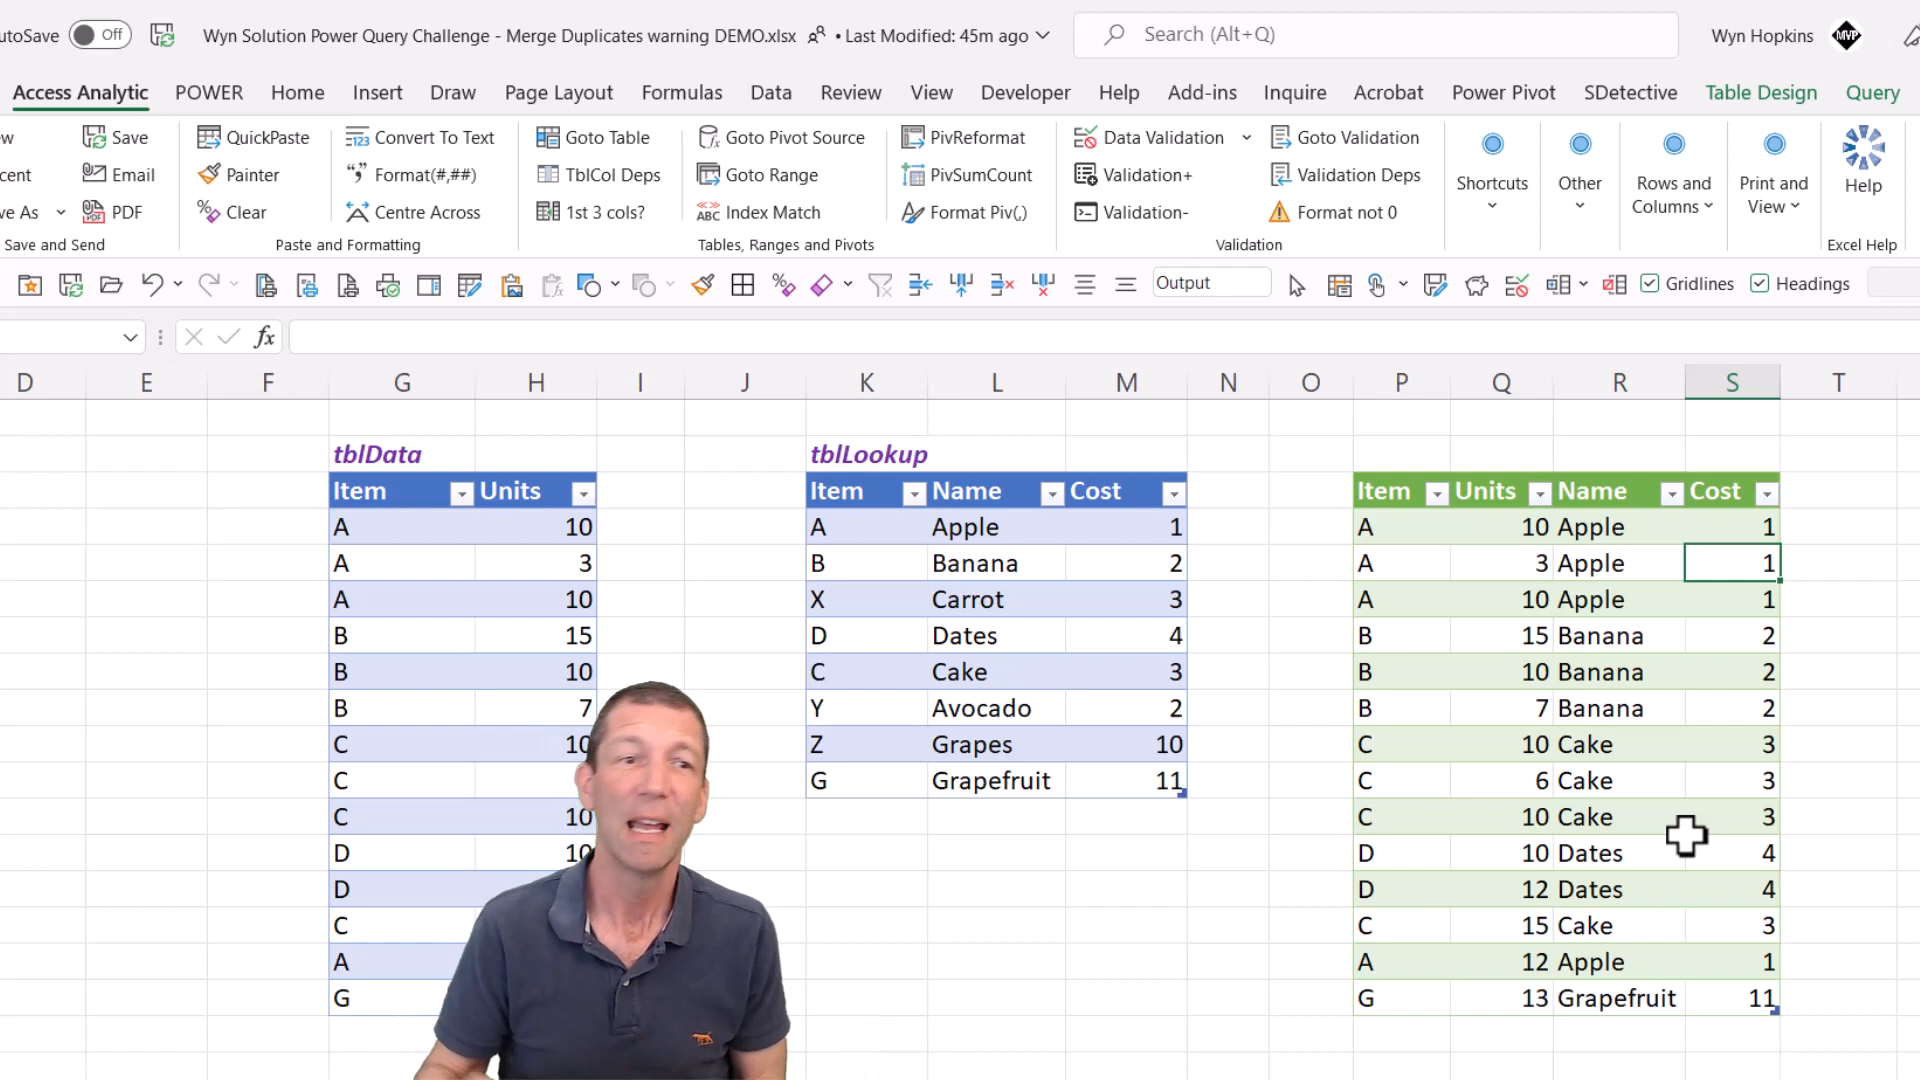 utoSave Off Wyn Solution Power Query Challenge - Merge Duplicates warning DEMO.xlsx • Last Modified: 45m ago Search (Alt+Q) Wyn Hopkins MVP
Access Analytic POWER Home Insert Draw Page Layout Formulas Data Review View Developer Help Add-ins Inquire Acrobat Power Pivot SDetective Table Design Query
w Save QuickPaste Convert To Text Goto Table Goto Pivot Source PivReformat Data Validation Goto Validation
cent Email Painter Format(#,##) TblCol Deps Goto Range PivSumCount Validation+ Validation Deps Shortcuts Other Rows and Columns Print and View Help
ve As PDF Clear Centre Across 1st 3 cols? Index Match Format Piv(,) Validation- Format not 0
Save and Send Paste and Formatting Tables, Ranges and Pivots Validation Excel Help
Output Gridlines Headings
fx
D E F G H I J K L M N O P Q R S T
tblData tblLookup
Item Units Item Name Cost Item Units Name Cost
A 10 A Apple 1 A 10 Apple 1
A 3 B Banana 2 A 3 Apple 1
A 10 X Carrot 3 A 10 Apple 1
B 15 D Dates 4 B 15 Banana 2
B 10 C Cake 3 B 10 Banana 2
B 7 Y Avocado 2 B 7 Banana 2
C 10 Z Grapes 10 C 10 Cake 3
C G Grapefruit 11 C 6 Cake 3
C 10 C 10 Cake 3
D 10 D 10 Dates 4
D D 12 Dates 4
C C 15 Cake 3
A A 12 Apple 1
G G 13 Grapefruit 11